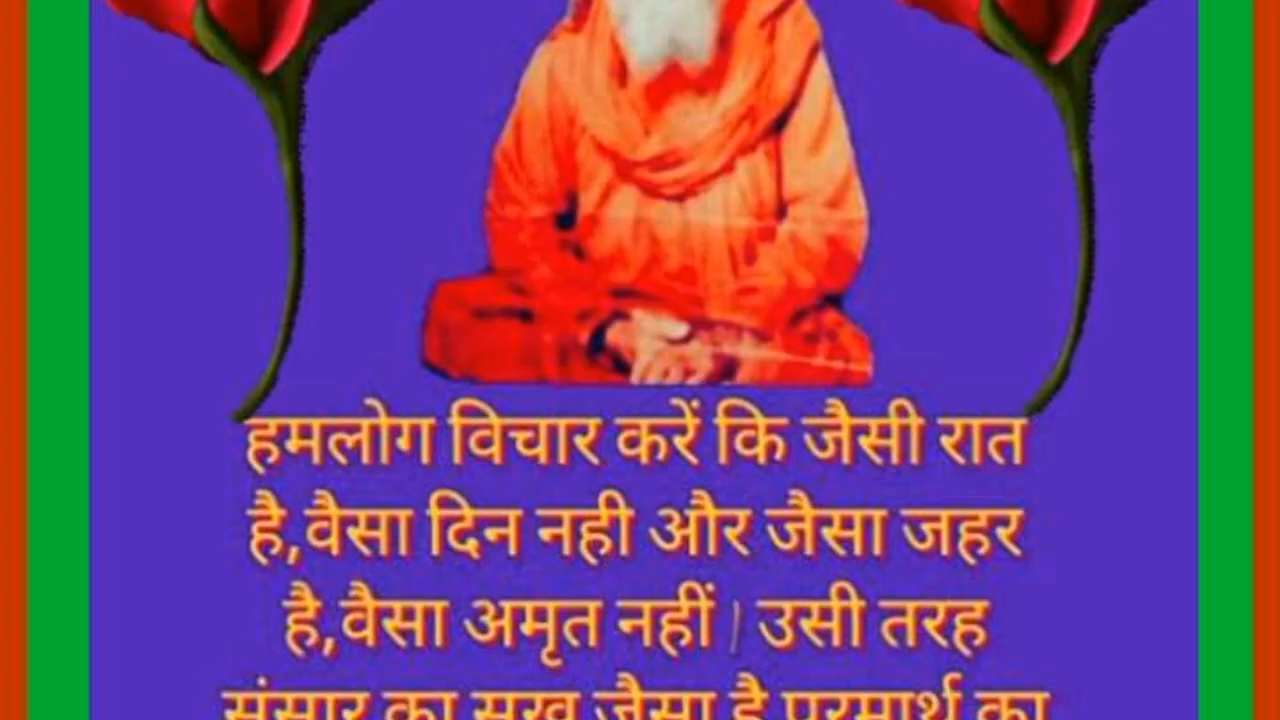 हमलोग विचार करें कि जैसी रात
है,वैसा दिन नही और जैसा जहर
है,वैसा अमृत नहीं। उसी तरह
संसार का सुख जैसा है परमार्थ का